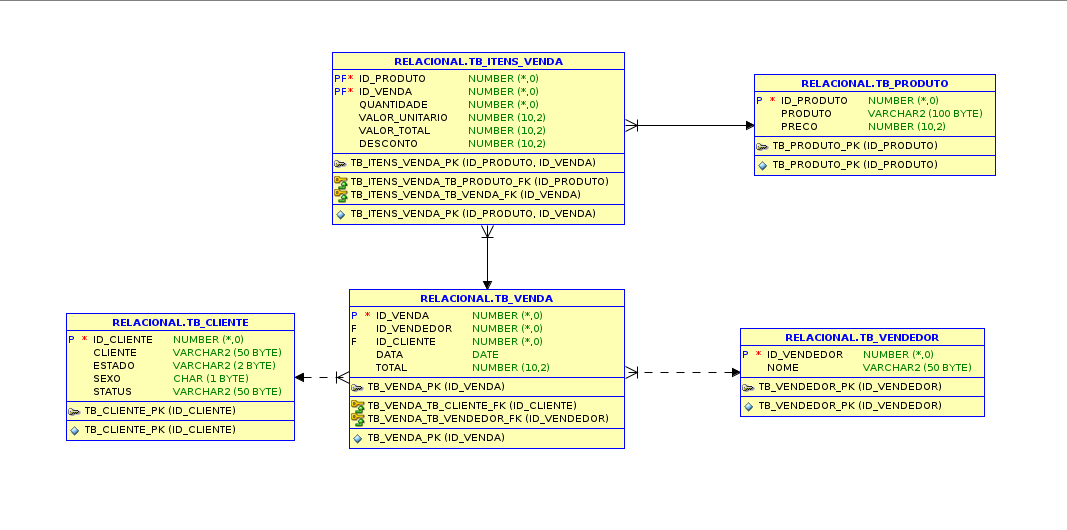 RELACIONAL.TB_ITENS_VENDA
PF* ID_PRODUTO NUMBER (*,0)
PF* ID_VENDA NUMBER (*,0)
QUANTIDADE NUMBER (*,0)
VALOR_UNITARIO NUMBER (10,2)
VALOR_TOTAL NUMBER (10,2)
DESCONTO NUMBER (10,2)
TB_ITENS_VENDA_PK (ID_PRODUTO, ID_VENDA)
TB_ITENS_VENDA_TB_PRODUTO_FK (ID_PRODUTO)
TB_ITENS_VENDA_TB_VENDA_FK (ID_VENDA)
TB_ITENS_VENDA_PK (ID_PRODUTO, ID_VENDA)
RELACIONAL.TB_PRODUTO
P * ID_PRODUTO NUMBER (*,0)
PRODUTO VARCHAR2 (100 BYTE)
PRECO NUMBER (10,2)
TB_PRODUTO_PK (ID_PRODUTO)
TB_PRODUTO_PK (ID_PRODUTO)
RELACIONAL.TB_CLIENTE
P * ID_CLIENTE NUMBER (*,0)
CLIENTE VARCHAR2 (50 BYTE)
ESTADO VARCHAR2 (2 BYTE)
SEXO CHAR (1 BYTE)
STATUS VARCHAR2 (50 BYTE)
TB_CLIENTE_PK (ID_CLIENTE)
TB_CLIENTE_PK (ID_CLIENTE)
RELACIONAL.TB_VENDA
P * ID_VENDA NUMBER (*,0)
F ID_VENDEDOR NUMBER (*,0)
F ID_CLIENTE NUMBER (*,0)
DATA DATE
TOTAL NUMBER (10,2)
TB_VENDA_PK (ID_VENDA)
TB_VENDA_TB_CLIENTE_FK (ID_CLIENTE)
TB_VENDA_TB_VENDEDOR_FK (ID_VENDEDOR)
TB_VENDA_PK (ID_VENDA)
RELACIONAL.TB_VENDEDOR
P * ID_VENDEDOR NUMBER (*,0)
NOME VARCHAR2 (50 BYTE)
TB_VENDEDOR_PK (ID_VENDEDOR)
TB_VENDEDOR_PK (ID_VENDEDOR)